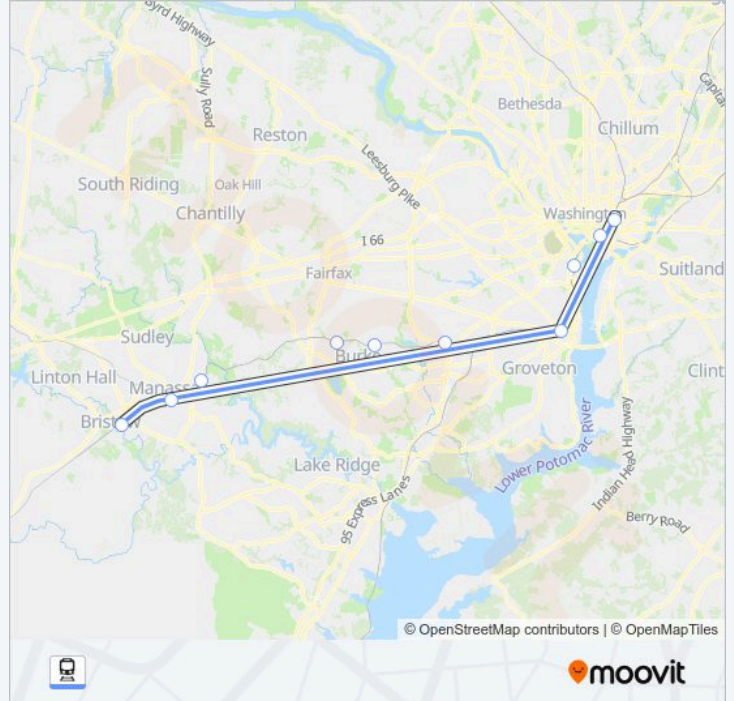 Byrd Highway
Sully Road
Capital
Bethesda
Chillum
Reston
Leesburg Pike
South Riding
Oak Hill
Chantilly
Washington
I 66
Fairfax
Suitland
Sudley
Burke
Linton Hall
Manassas
Groveton
Clint
Bristow
Lake Ridge
Lower Potomac River
Indian Head Highway
95 Express Lanes
Berry Road
© OpenStreetMap contributors | © OpenMapTiles
moovit